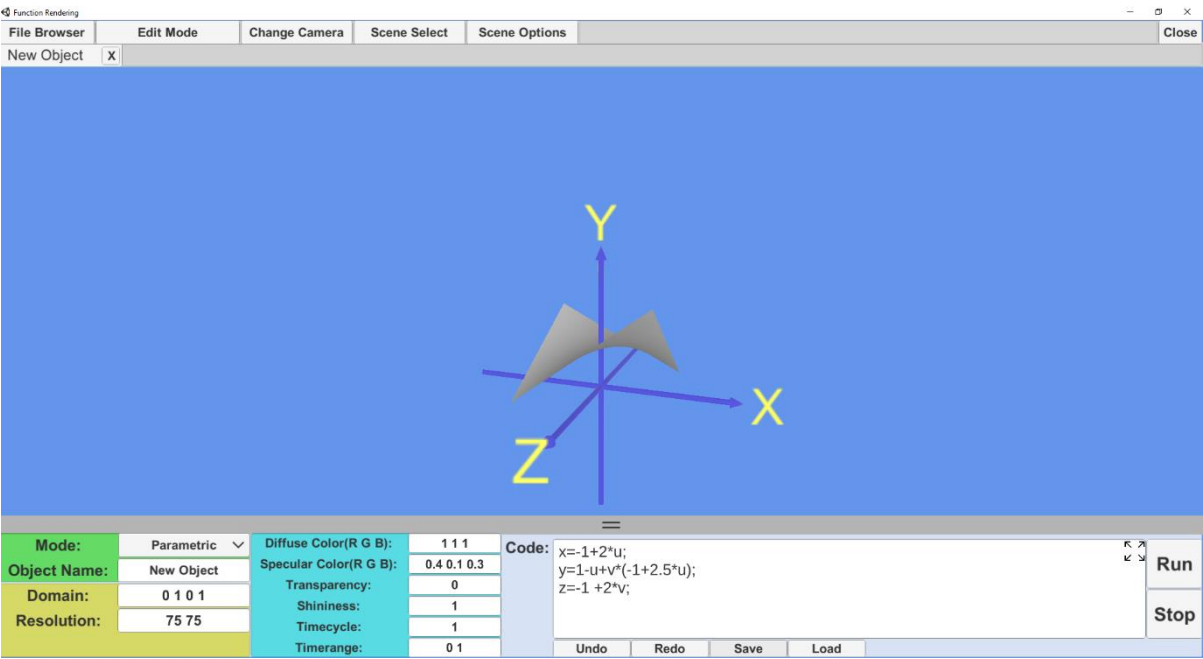 Function Rendering
File Browser Edit Mode Change Camera Scene Select Scene Options Close
New Object X
Y
X
Z
Mode: Parametric
Object Name: New Object
Domain: 0 1 0 1
Resolution: 75 75
Diffuse Color(R G B): 1 1 1
Specular Color(R G B): 0.4 0.1 0.3
Transparency: 0
Shininess: 1
Timecycle: 1
Timerange: 0 1
Code:
x=-1+2*u;
y=1-u+v*(-1+2.5*u);
z=-1 +2*v;
Undo Redo Save Load
Run
Stop